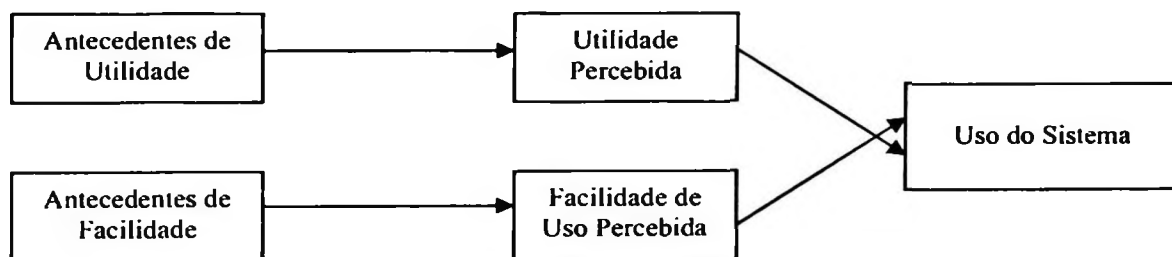 Antecedentes de
Utilidade
Utilidade
Percebida
Uso do Sistema
Antecedentes de
Facilidade
Facilidade de
Uso Percebida